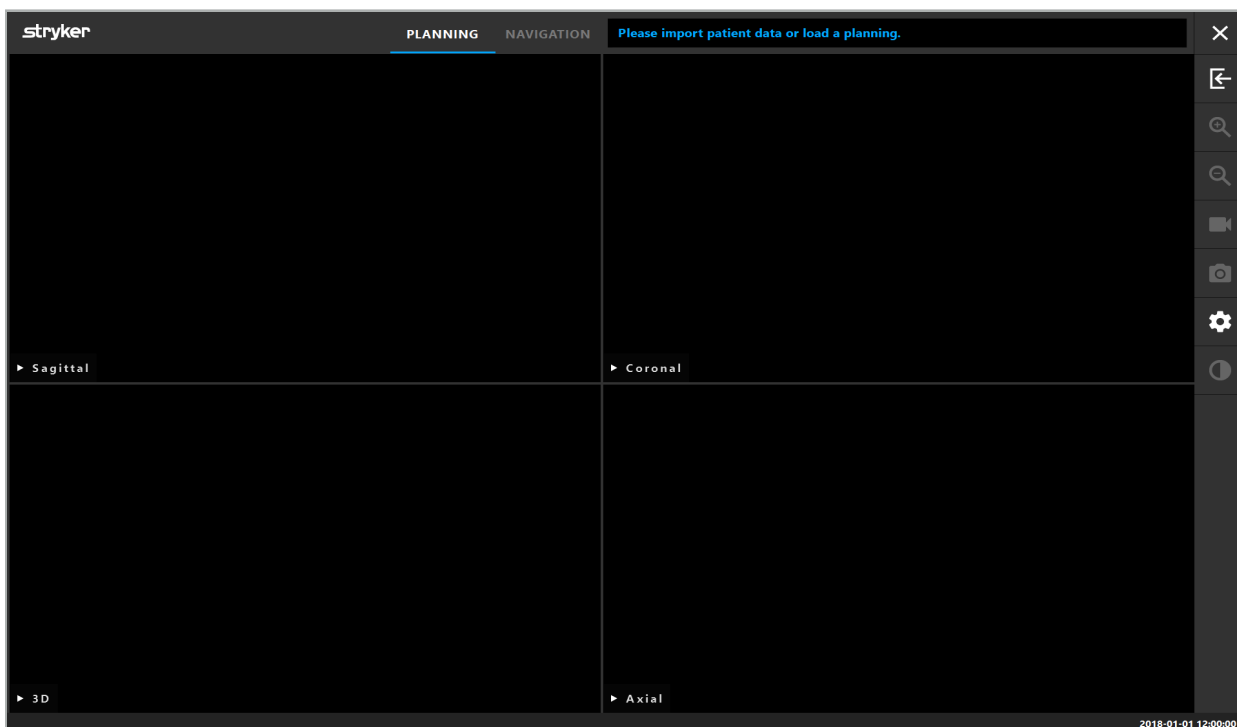 stryker
PLANNING NAVIGATION Please import patient data or load a planning.
Sagittal
Coronal
3D
Axial
2018-01-01 12:00:00